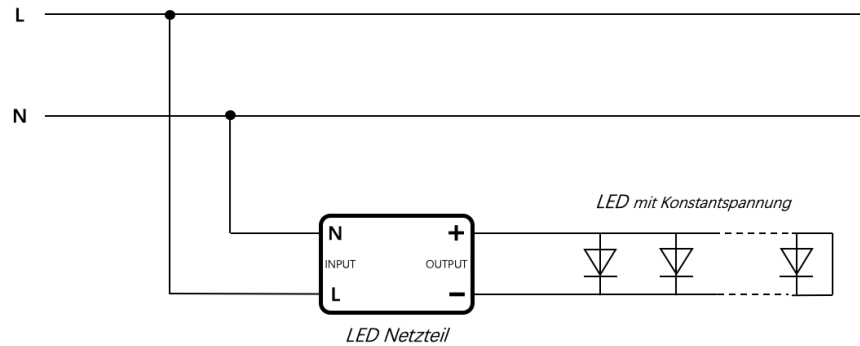 L
N
LED mit Konstantspannung
N +
INPUT OUTPUT
L −
LED Netzteil